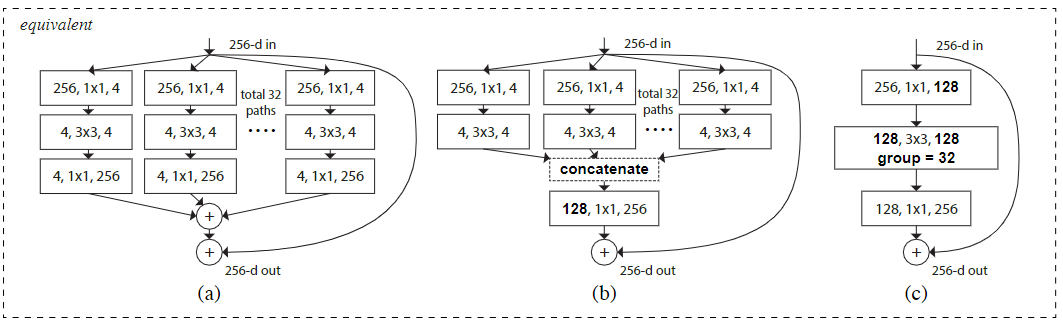 equivalent
256-d in
256, 1x1, 4
256, 1x1, 4
256, 1x1, 4
total 32
paths
4, 3x3, 4
4, 3x3, 4
....
4, 3x3, 4
4, 1x1, 256
4, 1x1, 256
4, 1x1, 256
+
+
256-d out
(a)
256-d in
256, 1x1, 4
256, 1x1, 4
256, 1x1, 4
total 32
paths
4, 3x3, 4
4, 3x3, 4
....
4, 3x3, 4
concatenate
128, 1x1, 256
+
256-d out
(b)
256-d in
256, 1x1, 128
128, 3x3, 128
group = 32
128, 1x1, 256
+
256-d out
(c)